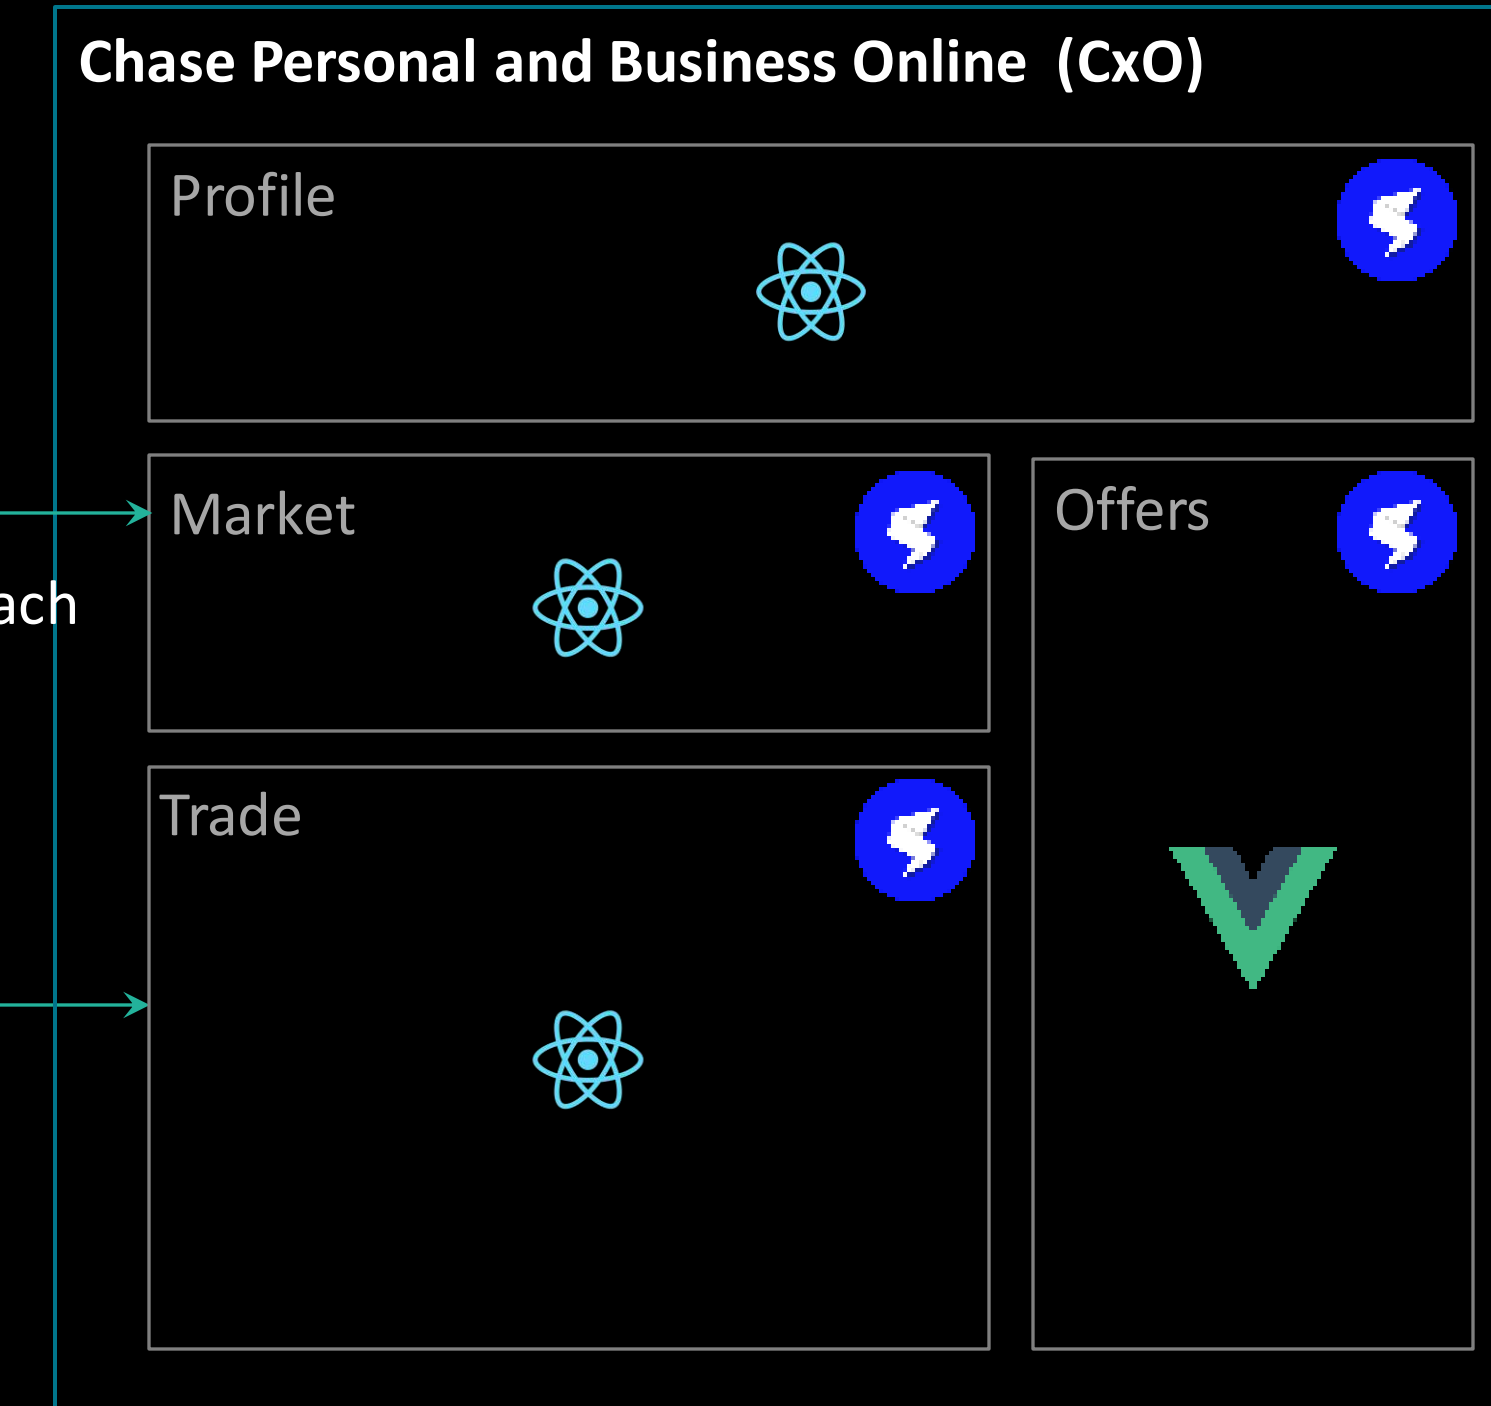 Chase Personal and Business Online (CxO)
Profile
Market
Offers
ach
Trade